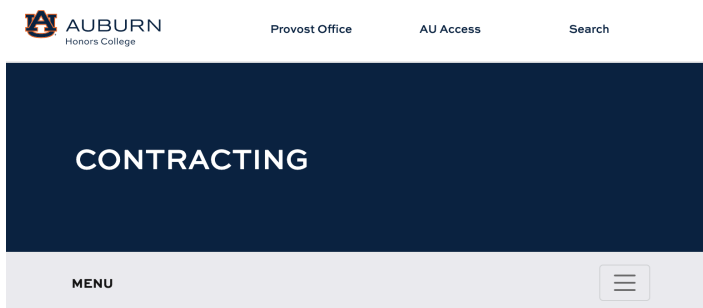 AUBURN
Honors College
Provost Office AU Access Search
CONTRACTING
MENU